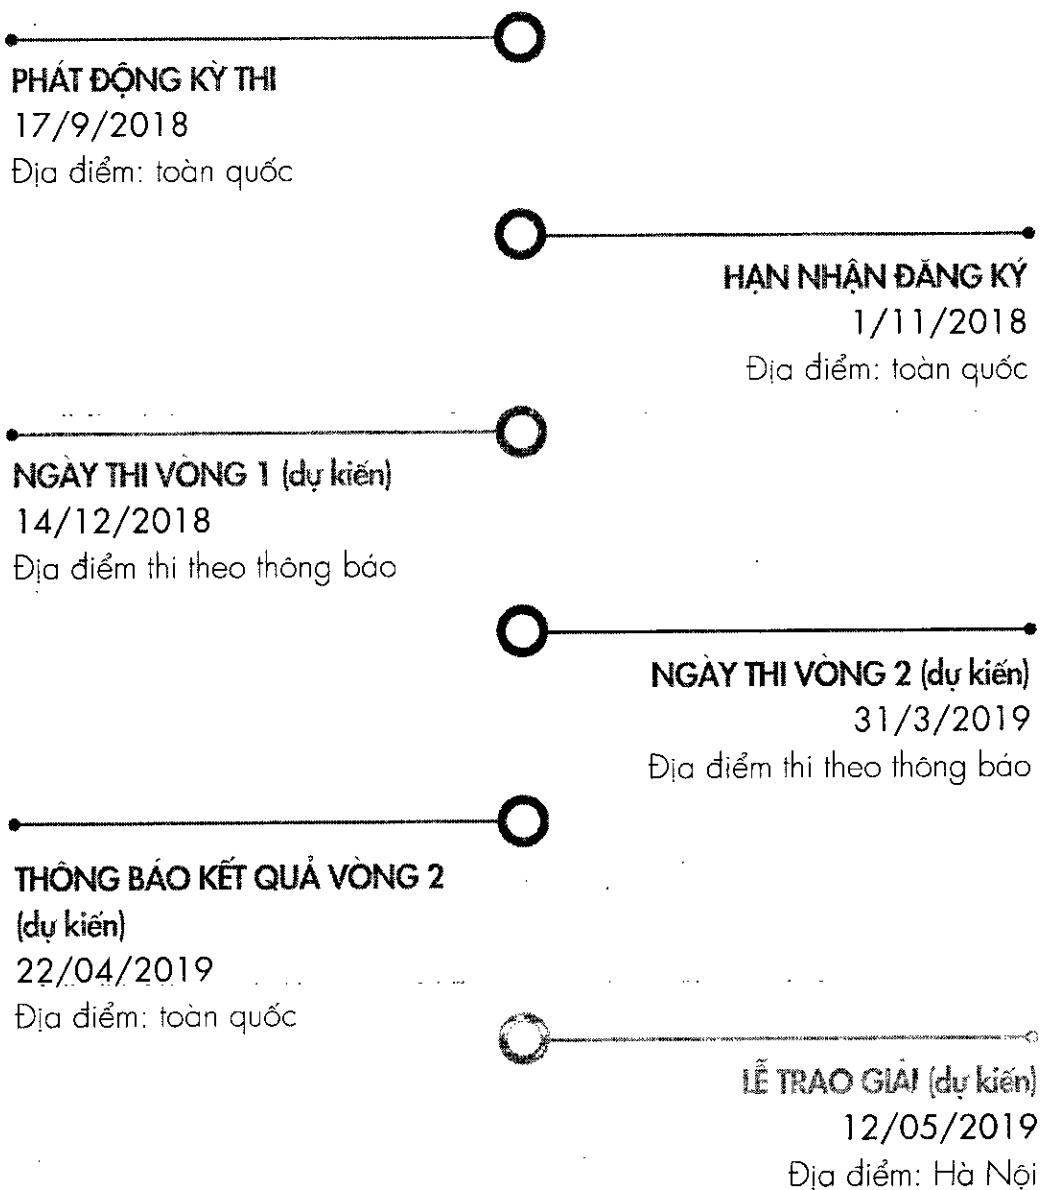 PHÁT ĐỘNG KỲ THI
17/9/2018
Địa điểm: toàn quốc
HẠN NHẬN ĐĂNG KÝ
1/11/2018
Địa điểm: toàn quốc
NGÀY THI VÒNG 1 (dự kiến)
14/12/2018
Địa điểm thi theo thông báo
NGÀY THI VÒNG 2 (dự kiến)
31/3/2019
Địa điểm thi theo thông báo
THÔNG BÁO KẾT QUẢ VÒNG 2
(dự kiến)
22/04/2019
Địa điểm: toàn quốc
LỄ TRAO GIẢI (dự kiến)
12/05/2019
Địa điểm: Hà Nội